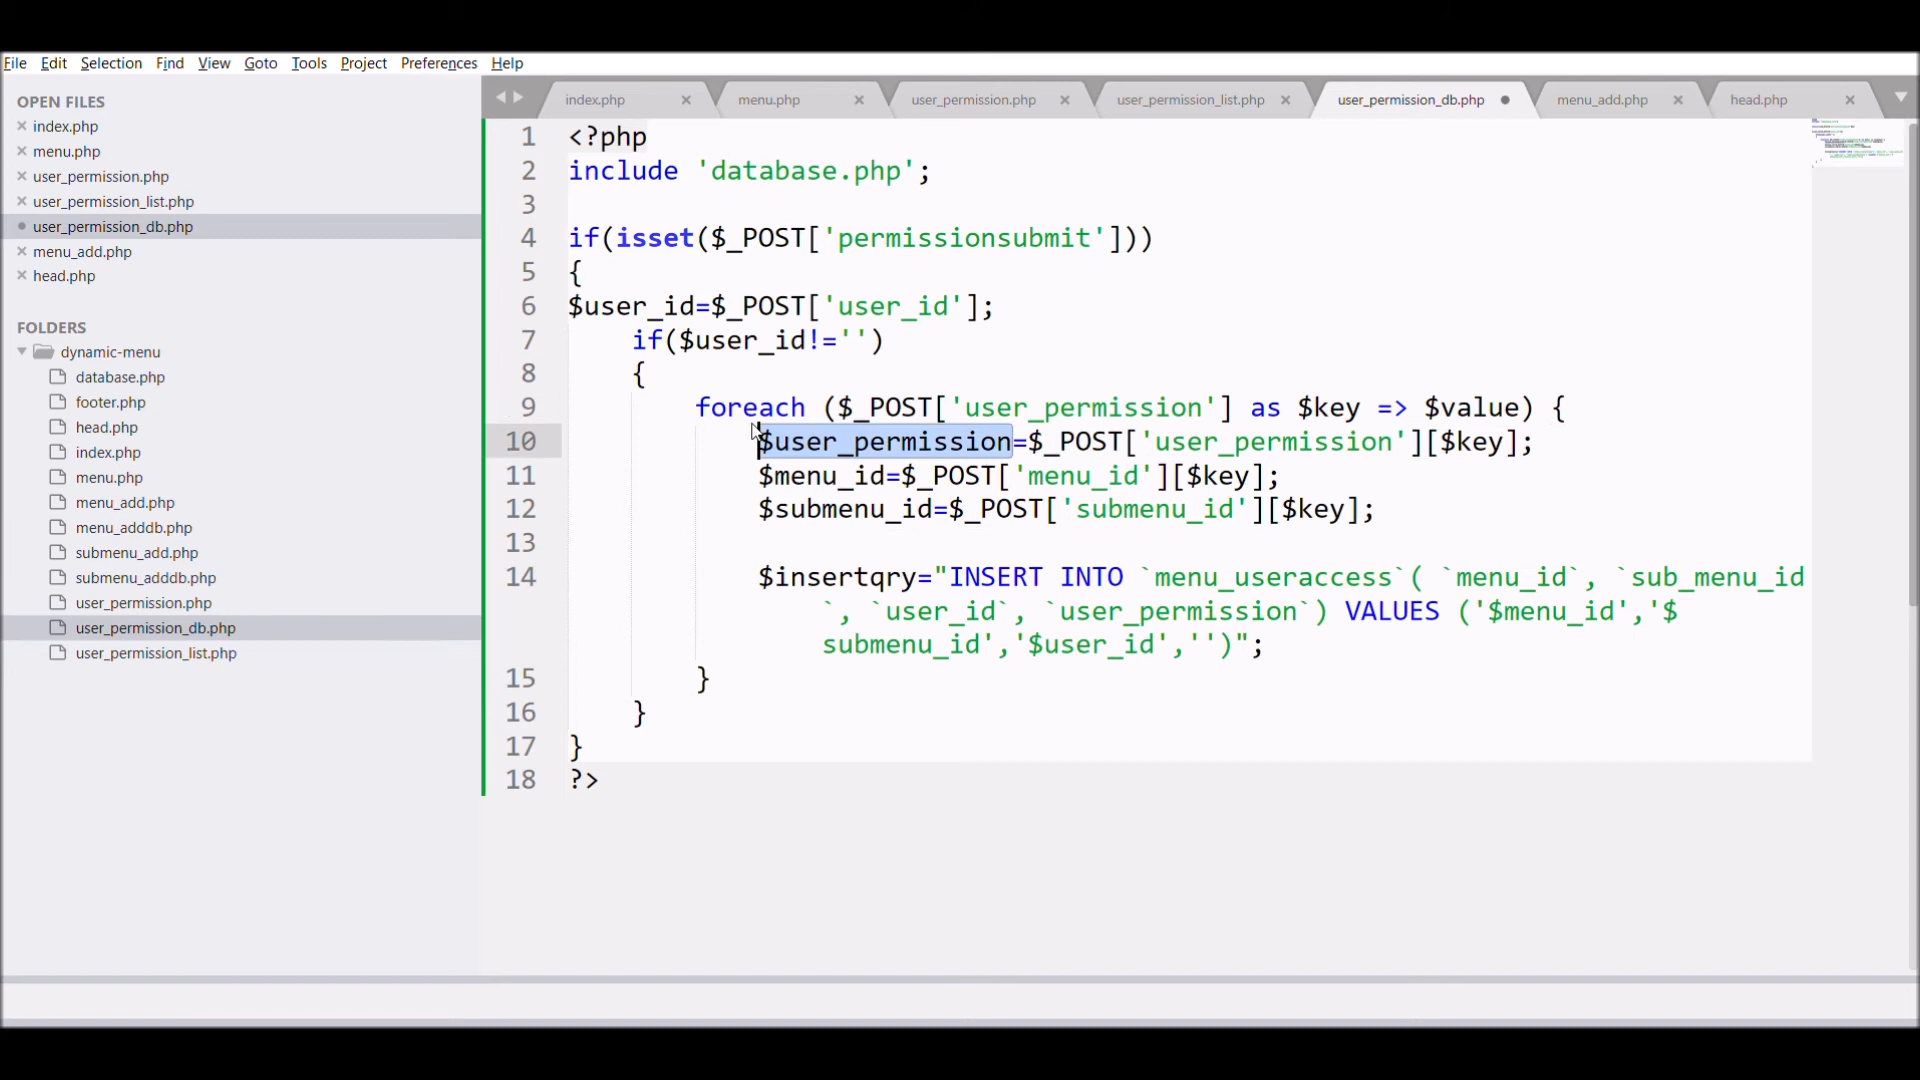 File Edit Selection Find View Goto Tools Project Preferences Help
OPEN FILES
index.php
menu.php
user_permission.php
user_permission_list.php
user_permission_db.php
menu_add.php
head.php
FOLDERS
dynamic-menu
database.php
footer.php
head.php
index.php
menu.php
menu_add.php
menu_adddb.php
submenu_add.php
submenu_adddb.php
user_permission.php
user_permission_db.php
user_permission_list.php
index.php menu.php user_permission.php user_permission_list.php user_permission_db.php menu_add.php head.php
1 <?php
2 include 'database.php';
3
4 if(isset($_POST['permissionsubmit']))
5 {
6 $user_id=$_POST['user_id'];
7 if($user_id!='')
8 {
9 foreach ($_POST['user_permission'] as $key => $value) {
10 $user_permission=$_POST['user_permission'][$key];
11 $menu_id=$_POST['menu_id'][$key];
12 $submenu_id=$_POST['submenu_id'][$key];
13
14 $insertqry="INSERT INTO `menu_useraccess`( `menu_id`, `sub_menu_id
`, `user_id`, `user_permission`) VALUES ('$menu_id','$
submenu_id','$user_id','')";
15 }
16 }
17 }
18 ?>